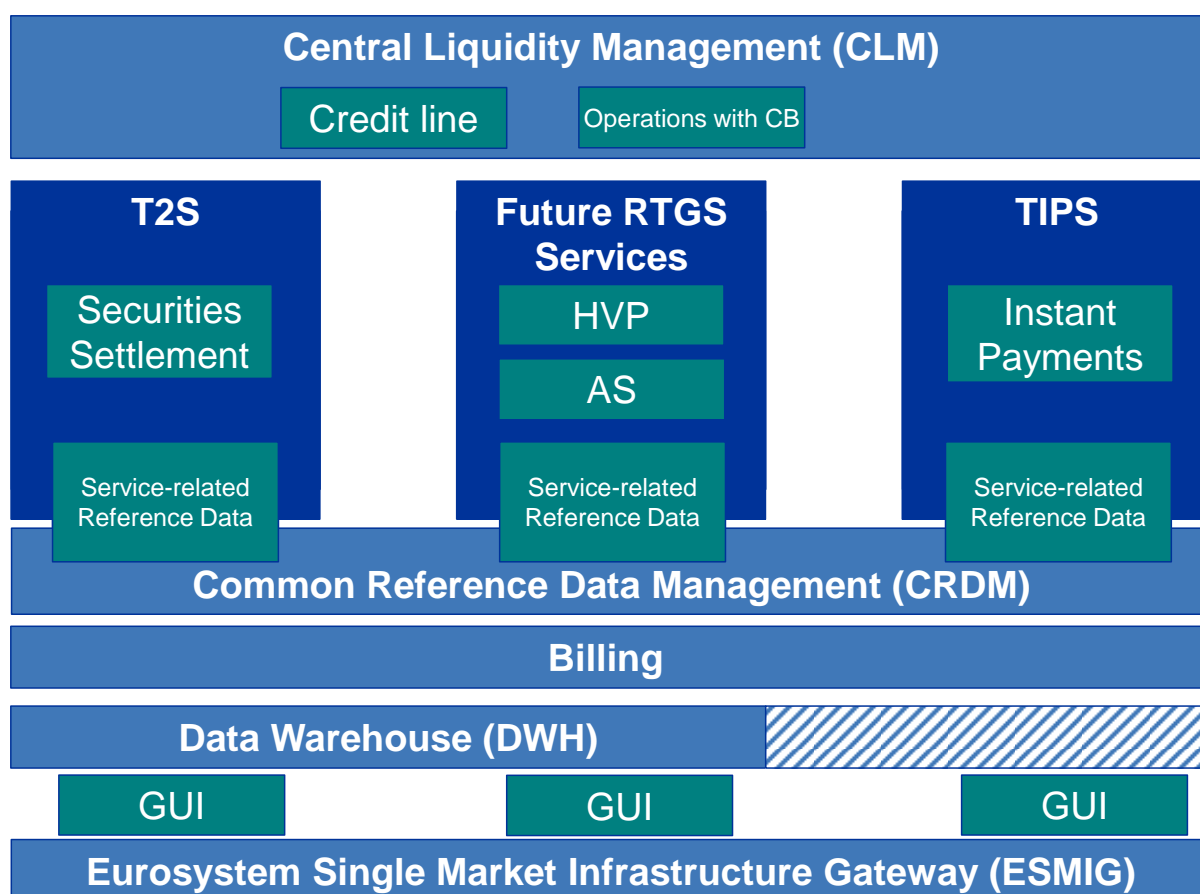 Central Liquidity Management (CLM)
Credit line
Operations with CB
T2S
Securities
Settlement
Service-related
Reference Data
Future RTGS
Services
HVP
AS
Service-related
Reference Data
TIPS
Instant
Payments
Service-related
Reference Data
Common Reference Data Management (CRDM)
Billing
Data Warehouse (DWH)
GUI
GUI
GUI
Eurosystem Single Market Infrastructure Gateway (ESMIG)